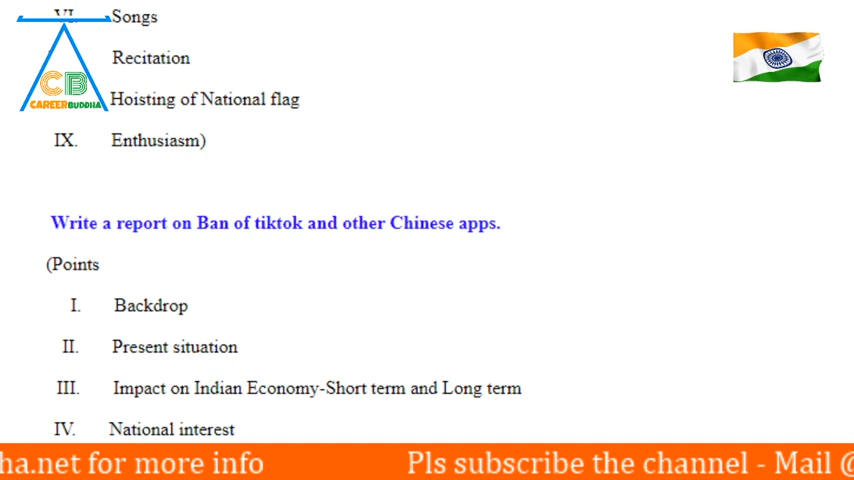 VI. Songs
Recitation
CB
CAREERBUDDHA
Hoisting of National flag
IX. Enthusiasm)
Write a report on Ban of tiktok and other Chinese apps.
(Points
I. Backdrop
II. Present situation
III. Impact on Indian Economy-Short term and Long term
IV. National interest
ha.net for more info Pls subscribe the channel - Mail @